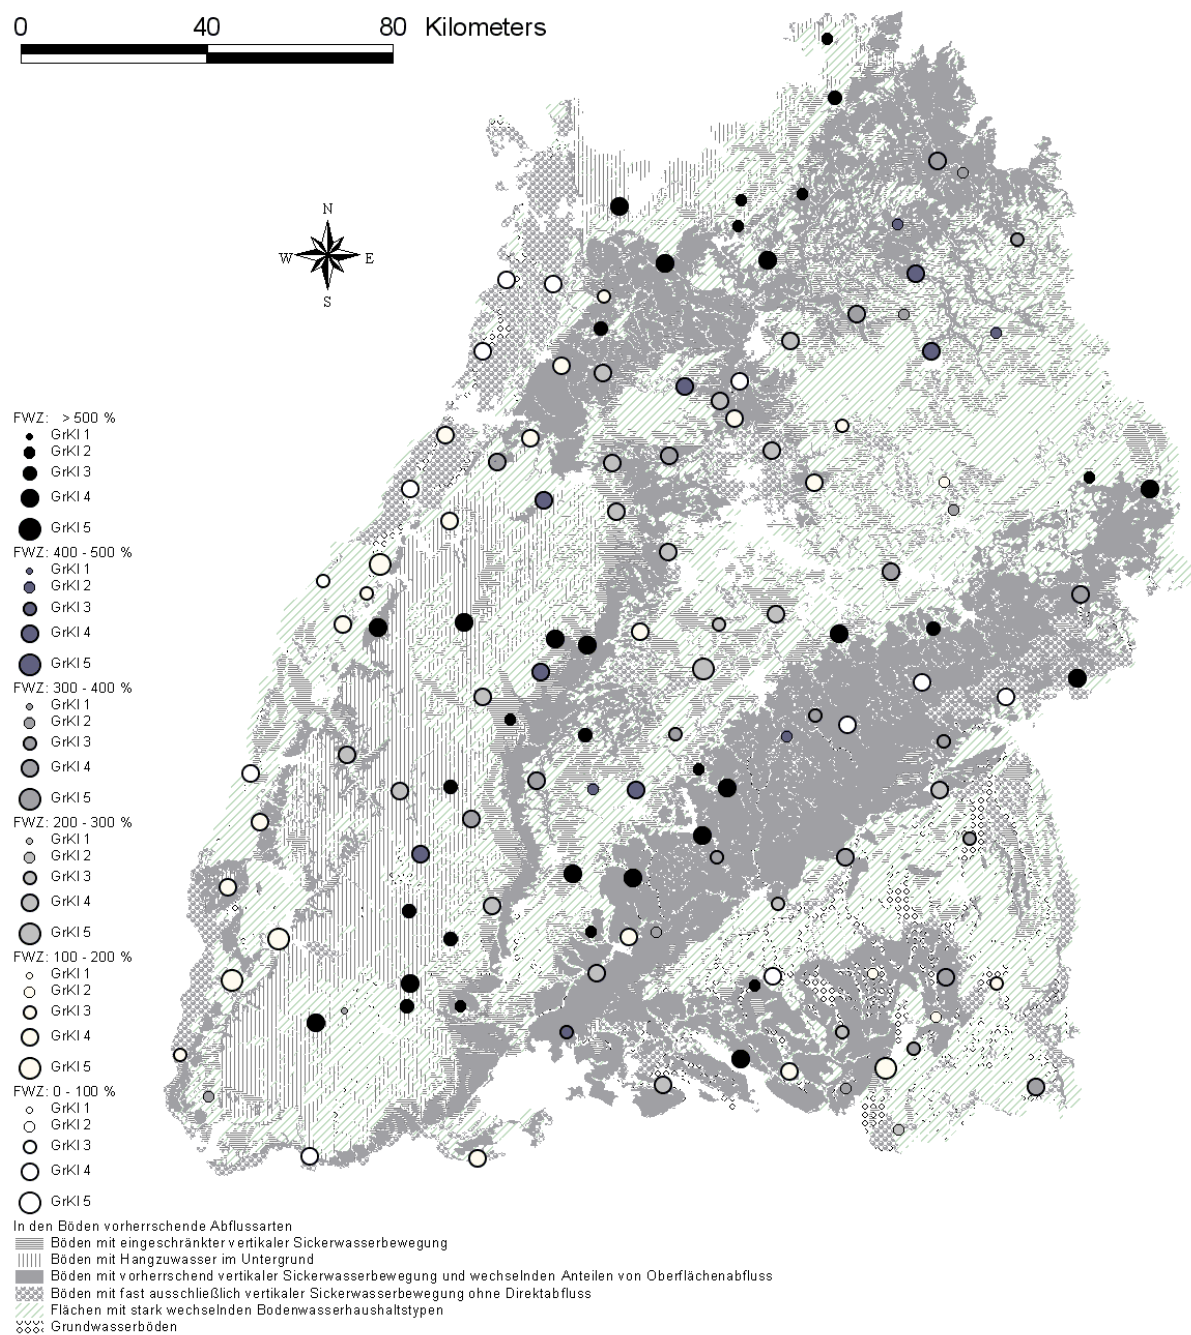 0 40 80 Kilometers
N
W E
S
FWZ: > 500 %
GrKl 1
GrKl 2
GrKl 3
GrKl 4
GrKl 5
FWZ: 400 - 500 %
GrKl 1
GrKl 2
GrKl 3
GrKl 4
GrKl 5
FWZ: 300 - 400 %
GrKl 1
GrKl 2
GrKl 3
GrKl 4
GrKl 5
FWZ: 200 - 300 %
GrKl 1
GrKl 2
GrKl 3
GrKl 4
GrKl 5
FWZ: 100 - 200 %
GrKl 1
GrKl 2
GrKl 3
GrKl 4
GrKl 5
FWZ: 0 - 100 %
GrKl 1
GrKl 2
GrKl 3
GrKl 4
GrKl 5
In den Böden vorherrschende Abflussarten
Böden mit eingeschränkter vertikaler Sickerwasserbewegung
Böden mit Hangzuwasser im Untergrund
Böden mit vorherrschend vertikaler Sickerwasserbewegung und wechselnden Anteilen von Oberflächenabfluss
Böden mit fast ausschließlich vertikaler Sickerwasserbewegung ohne Direktabfluss
Flächen mit stark wechselnden Bodenwasserhaushaltstypen
Grundwasserböden